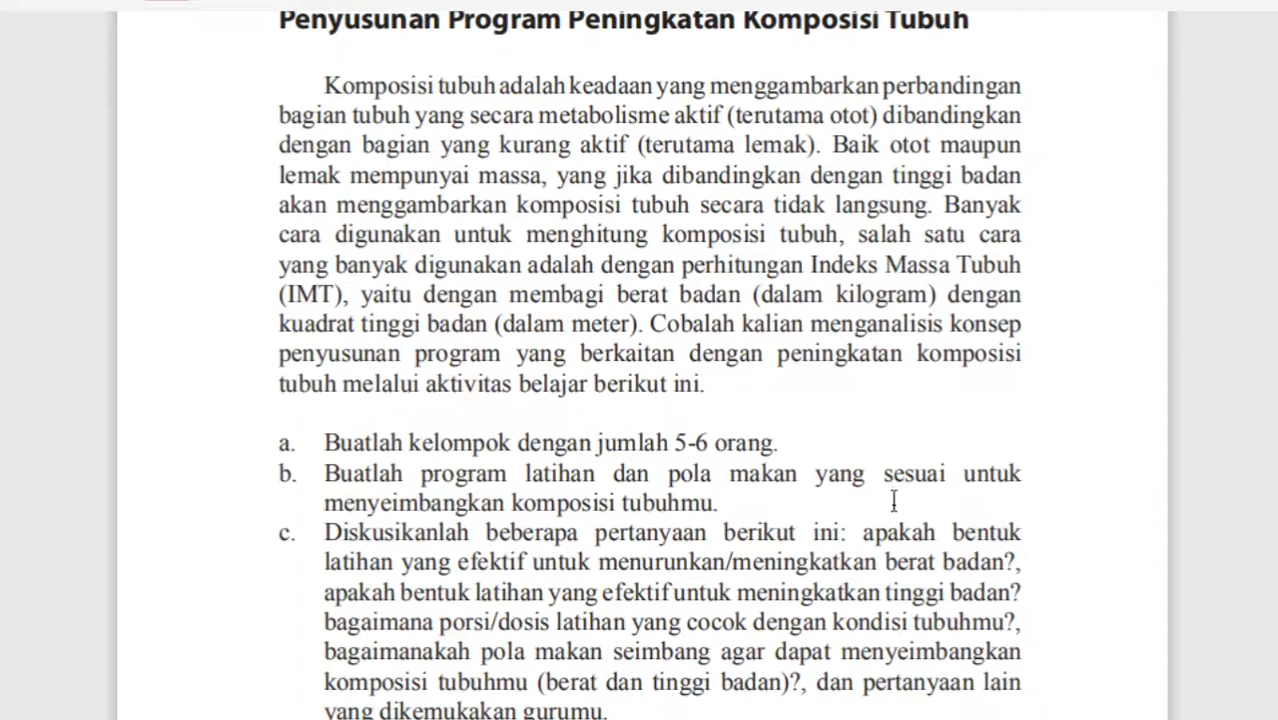 Penyusunan Program Peningkatan Komposisi Tubuh
Komposisi tubuh adalah keadaan yang menggambarkan perbandingan
bagian tubuh yang secara metabolisme aktif (terutama otot) dibandingkan
dengan bagian yang kurang aktif (terutama lemak). Baik otot maupun
lemak mempunyai massa, yang jika dibandingkan dengan tinggi badan
akan menggambarkan komposisi tubuh secara tidak langsung. Banyak
cara digunakan untuk menghitung komposisi tubuh, salah satu cara
yang banyak digunakan adalah dengan perhitungan Indeks Massa Tubuh
(IMT), yaitu dengan membagi berat badan (dalam kilogram) dengan
kuadrat tinggi badan (dalam meter). Cobalah kalian menganalisis konsep
penyusunan program yang berkaitan dengan peningkatan komposisi
tubuh melalui aktivitas belajar berikut ini.
a. Buatlah kelompok dengan jumlah 5-6 orang.
b. Buatlah program latihan dan pola makan yang sesuai untuk
menyeimbangkan komposisi tubuhmu.
c. Diskusikanlah beberapa pertanyaan berikut ini: apakah bentuk
latihan yang efektif untuk menurunkan/meningkatkan berat badan?,
apakah bentuk latihan yang efektif untuk meningkatkan tinggi badan?
bagaimana porsi/dosis latihan yang cocok dengan kondisi tubuhmu?,
bagaimanakah pola makan seimbang agar dapat menyeimbangkan
komposisi tubuhmu (berat dan tinggi badan)?, dan pertanyaan lain
yang dikemukakan gurumu.